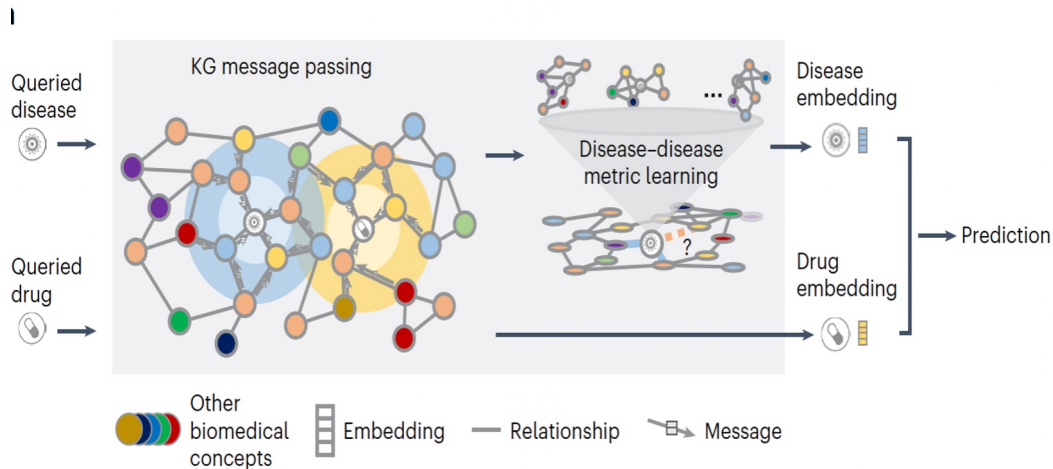 KG message passing
Queried
disease
Queried
drug
...
Disease–disease
metric learning
?
Disease
embedding
Drug
embedding
Prediction
Other
biomedical
concepts
Embedding
Relationship
Message